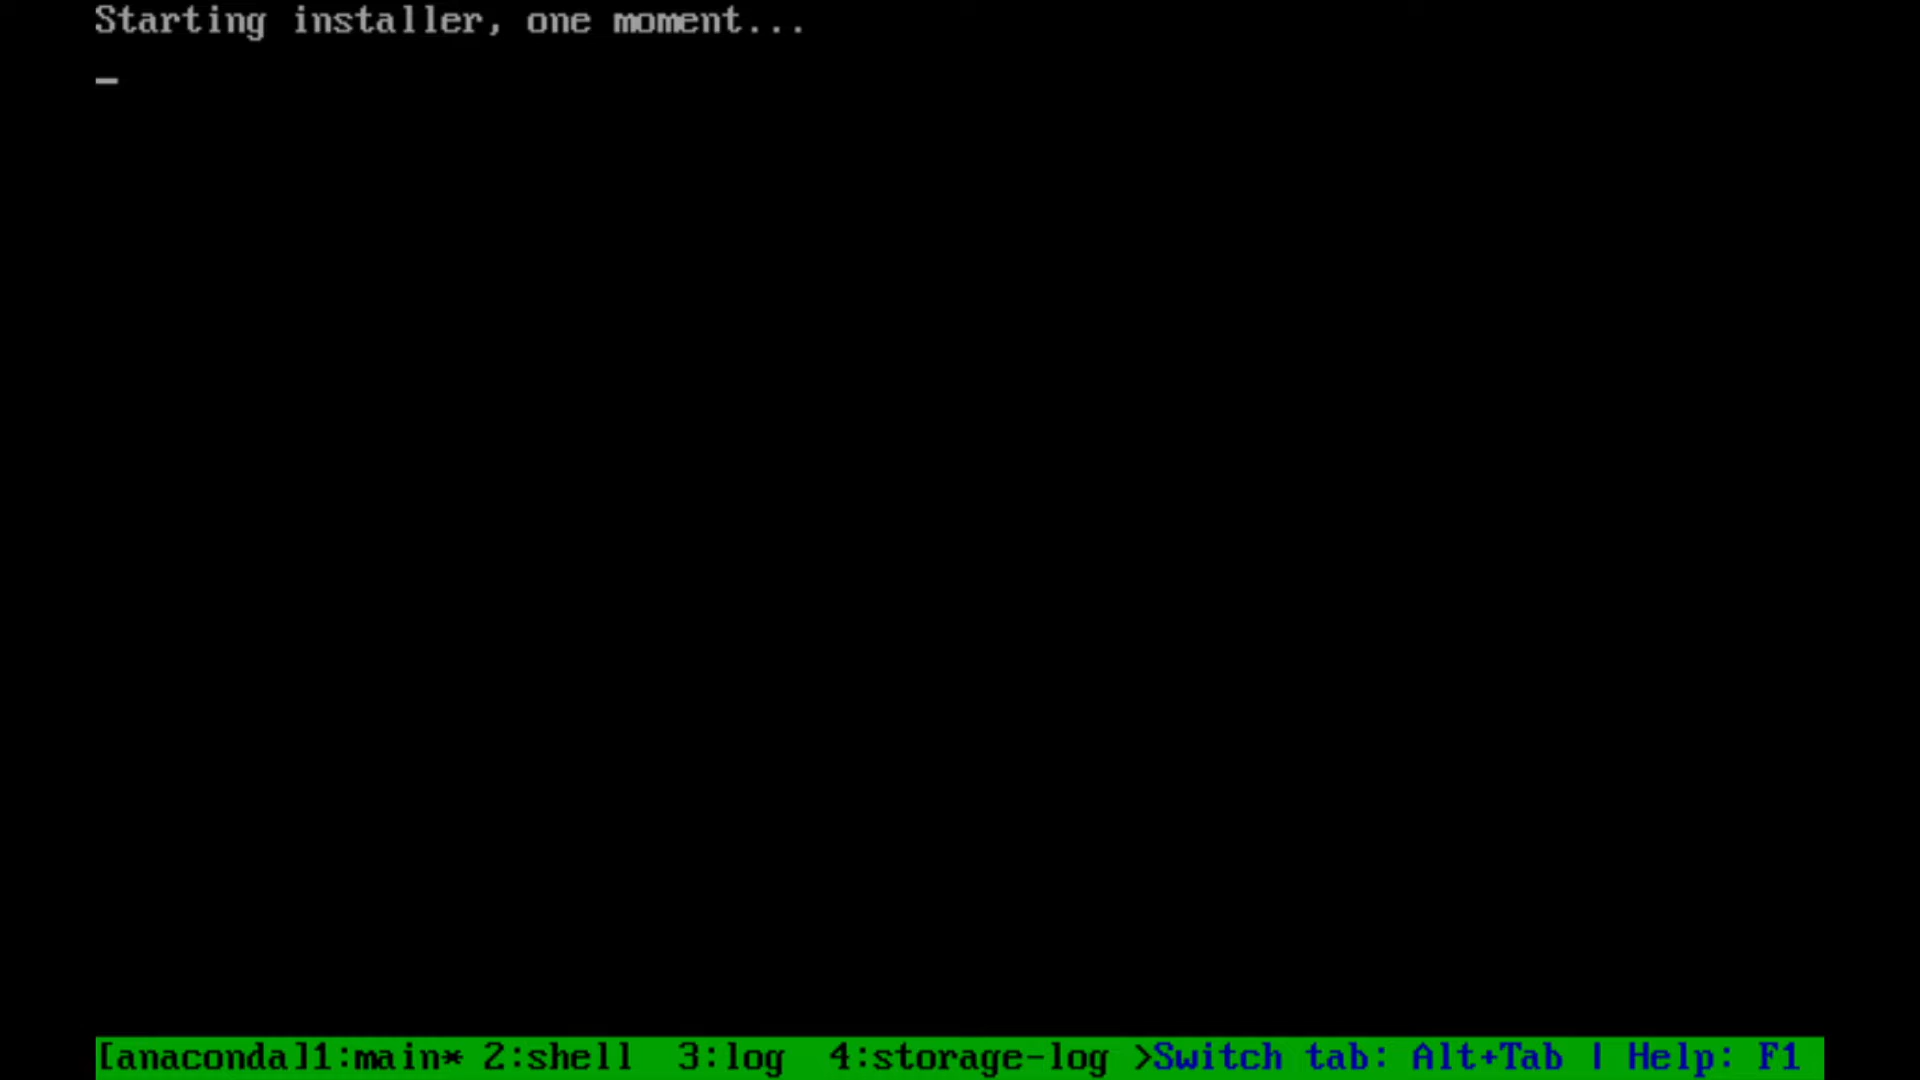 Starting installer, one moment...
[anaconda]1:main* 2:shell  3:log  4:storage-log >Switch tab: Alt+Tab | Help: F1